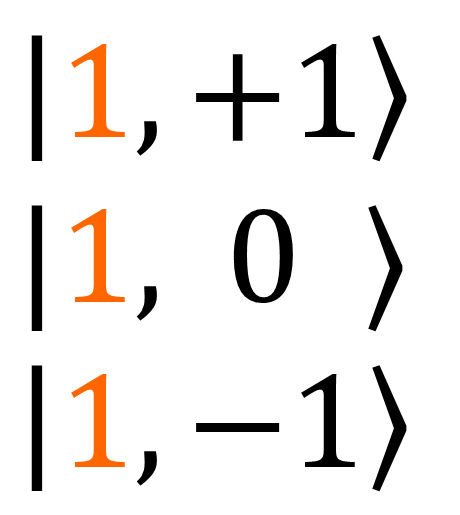 |1, +1⟩
|1, 0 ⟩
|1, −1⟩